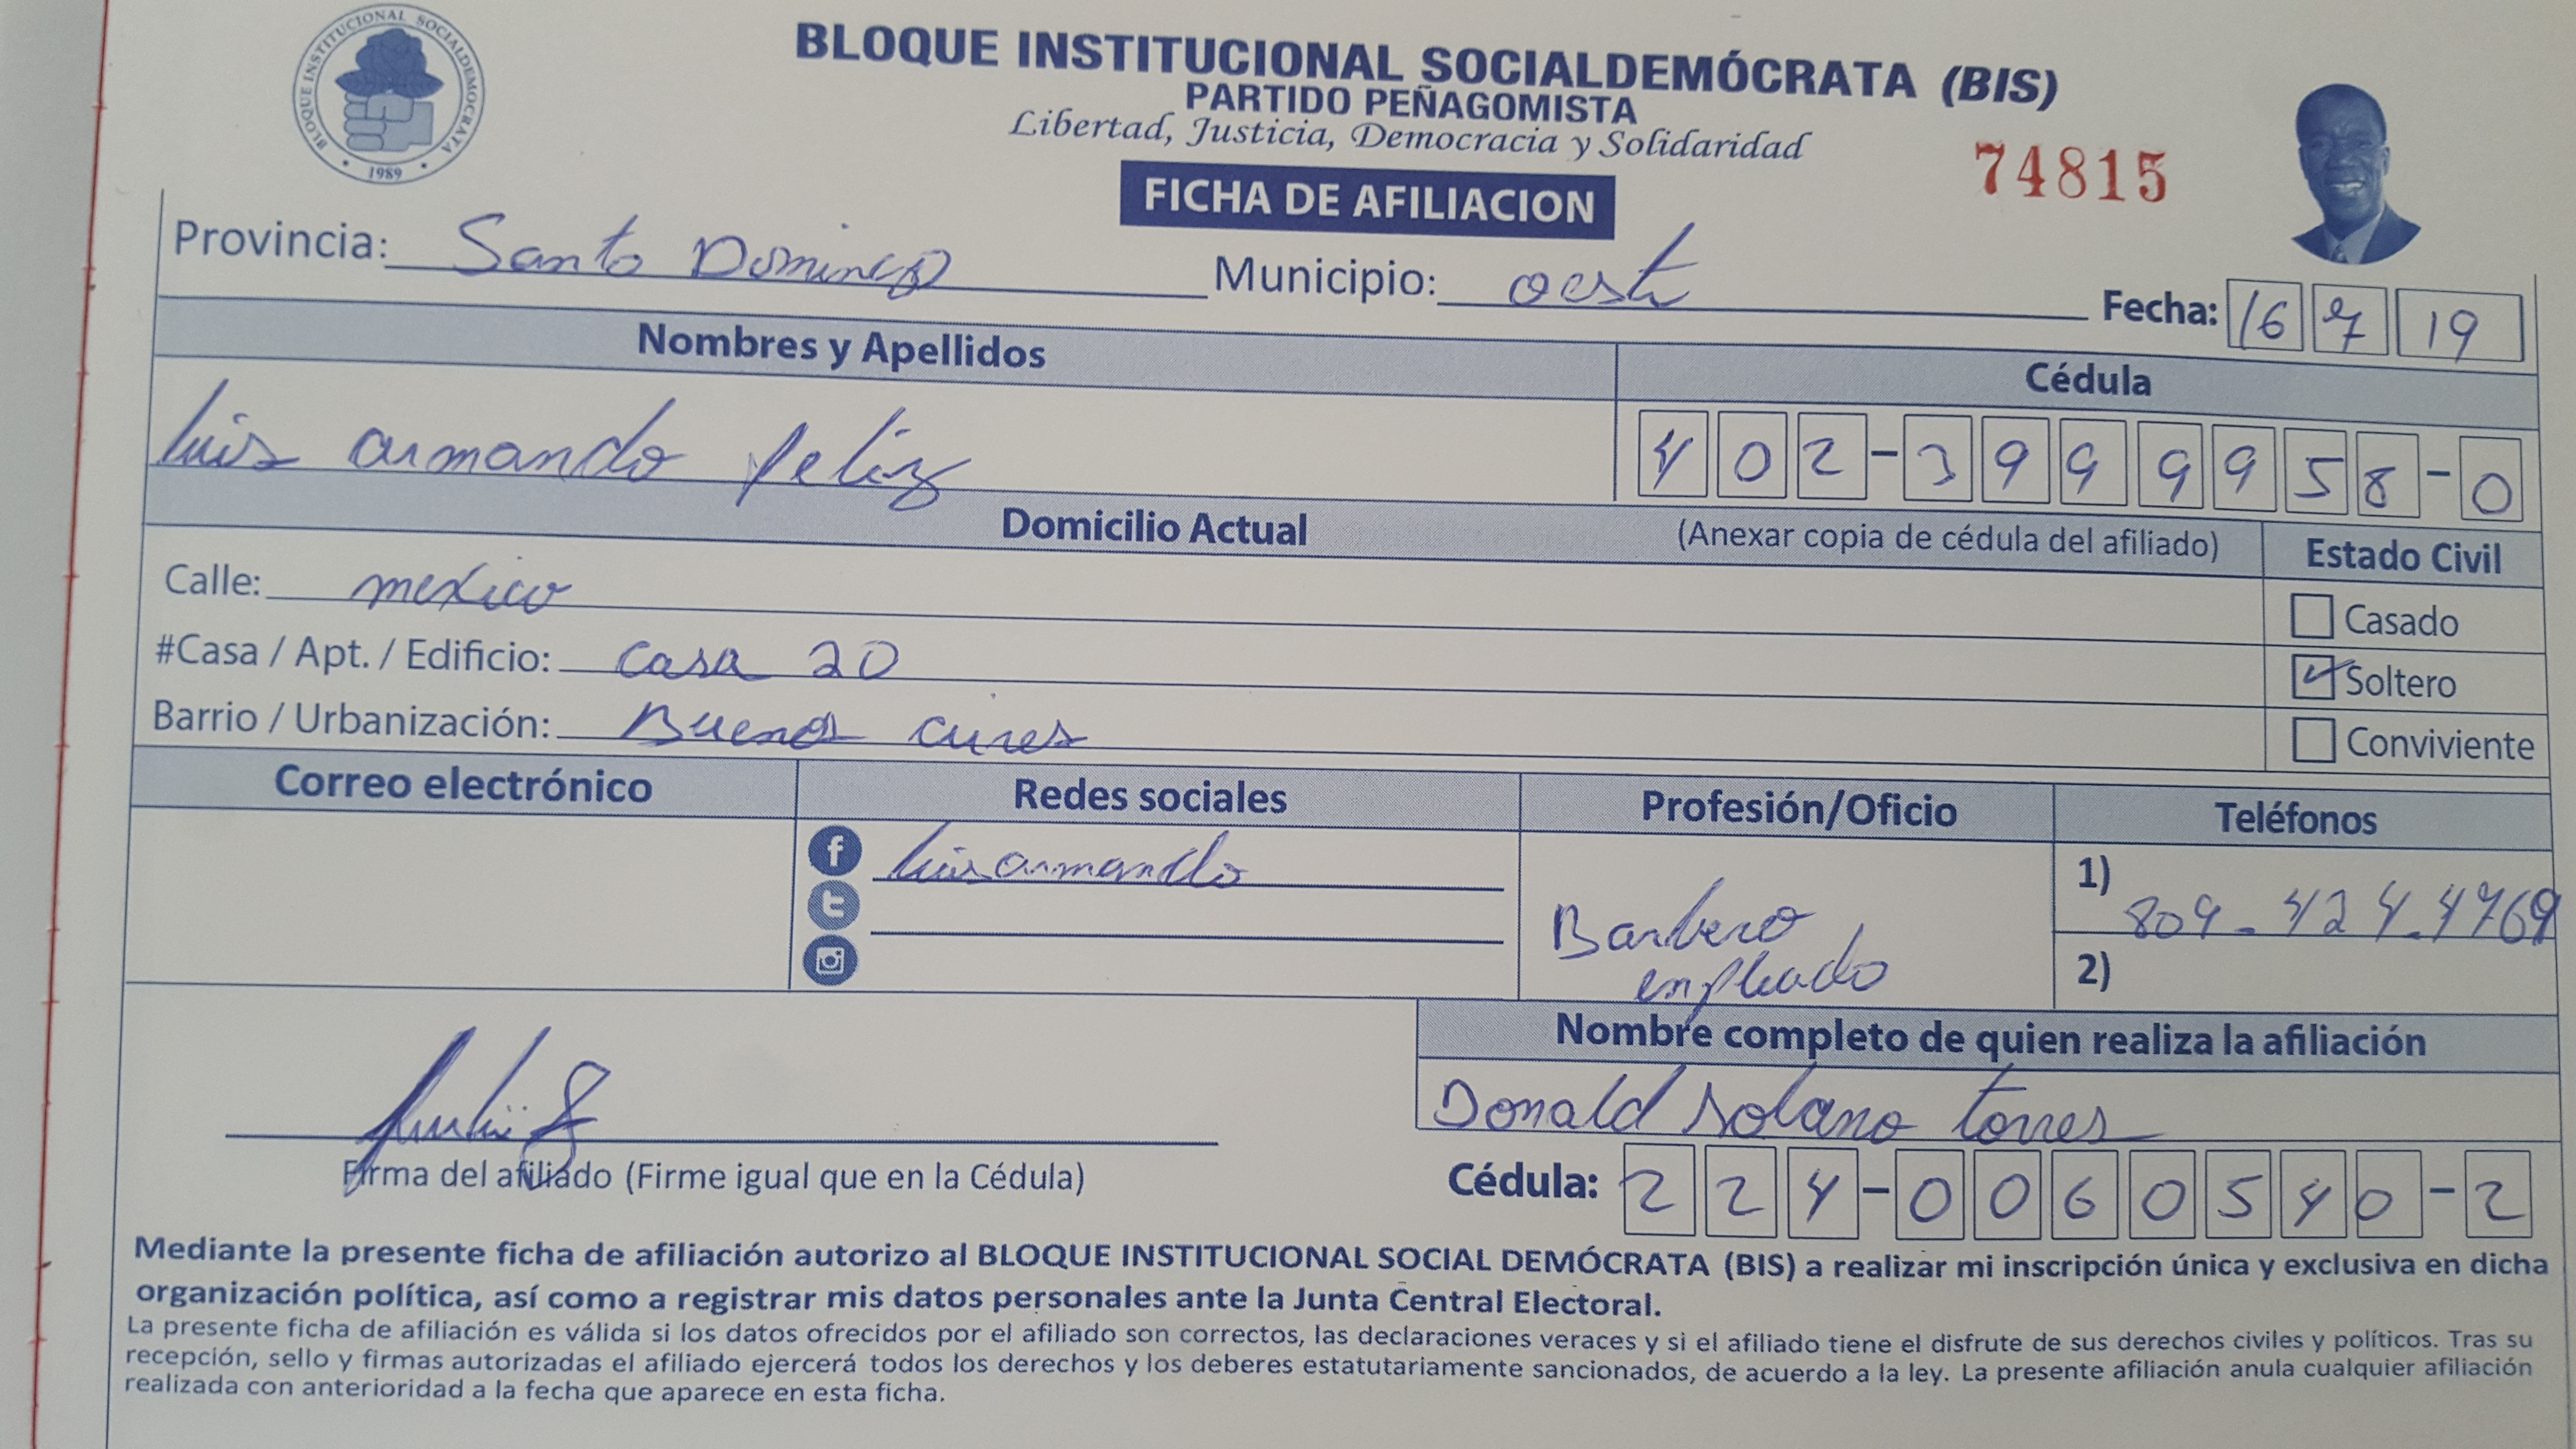 BLOQUE INSTITUCIONAL SOCIALDEMÓCRATA
1989
BLOQUE INSTITUCIONAL SOCIALDEMÓCRATA (BIS)
PARTIDO PEÑAGOMISTA
Libertad, Justicia, Democracia y Solidaridad
74815
FICHA DE AFILIACION
Provincia: Santo Domingo Municipio: oeste Fecha: 16 7 19
Nombres y Apellidos Cédula
luis armando feliz 402-3999958-0
Domicilio Actual (Anexar copia de cédula del afiliado) Estado Civil
Calle: mexico Casado
#Casa / Apt. / Edificio: casa 20 Soltero
Barrio / Urbanización: Buenos aires Conviviente
Correo electrónico Redes sociales Profesión/Oficio Teléfonos
luis armando 1) 809-424-4769
Barbero
empleado 2)
Nombre completo de quien realiza la afiliación
Donald Solano torres
Firma del afiliado (Firme igual que en la Cédula) Cédula: 224-0060540-2
Mediante la presente ficha de afiliación autorizo al BLOQUE INSTITUCIONAL SOCIAL DEMÓCRATA (BIS) a realizar mi inscripción única y exclusiva en dicha
organización política, así como a registrar mis datos personales ante la Junta Central Electoral.
La presente ficha de afiliación es válida si los datos ofrecidos por el afiliado son correctos, las declaraciones veraces y si el afiliado tiene el disfrute de sus derechos civiles y políticos. Tras su
recepción, sello y firmas autorizadas el afiliado ejercerá todos los derechos y los deberes estatutariamente sancionados, de acuerdo a la ley. La presente afiliación anula cualquier afiliación
realizada con anterioridad a la fecha que aparece en esta ficha.